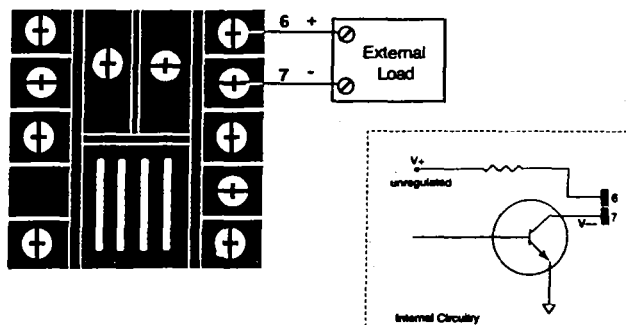 6 +
External
Load
7 -
V+
unregulated
6
7
V—
Internal Circuitry